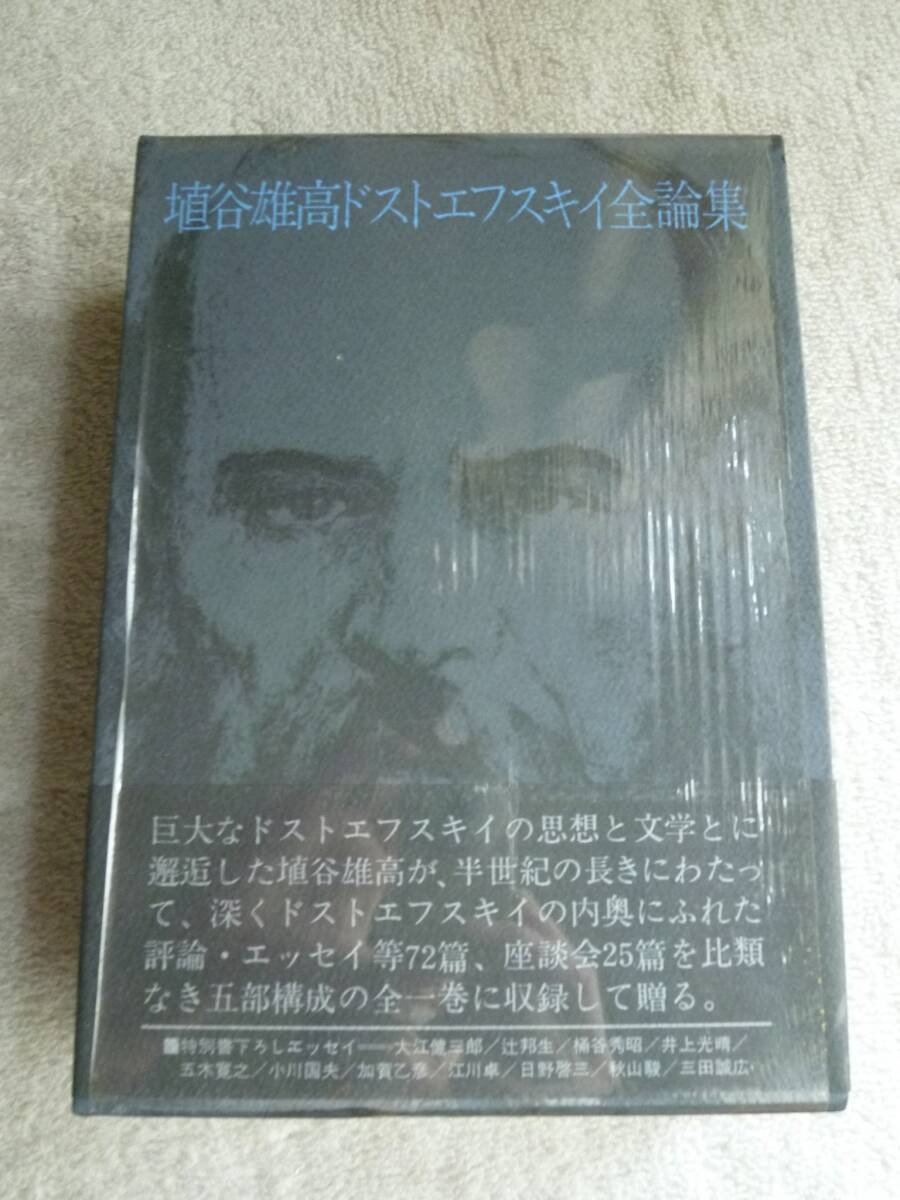 埴谷雄高ドストエフスキイ全論集
巨大なドストエフスキイの思想と文学とに
邂逅した埴谷雄高が、半世紀の長きにわたっ
て、深くドストエフスキイの内奥にふれた
評論・エッセイ等72篇、座談会25篇を比類
なき五部構成の全一巻に収録して贈る。
■特別書下ろしエッセイ――大江健三郎／辻邦生／桶谷秀昭／井上光晴／
五木寛之／小川国夫／加賀乙彦／江川卓／日野啓三／秋山駿／三田誠広・